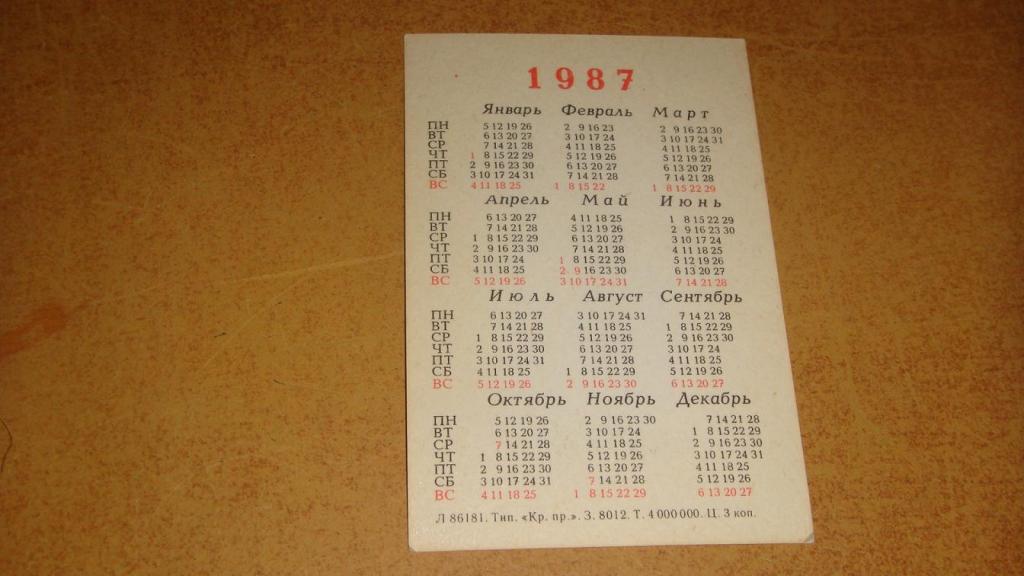 1987
Январь Февраль Март
ПН 5 12 19 26 2 9 16 23 2 9 16 23 30
ВТ 6 13 20 27 3 10 17 24 3 10 17 24 31
СР 7 14 21 28 4 11 18 25 4 11 18 25
ЧТ 1 8 15 22 29 5 12 19 26 5 12 19 26
ПТ 2 9 16 23 30 6 13 20 27 6 13 20 27
СБ 3 10 17 24 31 7 14 21 28 7 14 21 28
ВС 4 11 18 25 1 8 15 22 1 8 15 22 29
Апрель Май Июнь
ПН 6 13 20 27 4 11 18 25 1 8 15 22 29
ВТ 7 14 21 28 5 12 19 26 2 9 16 23 30
СР 1 8 15 22 29 6 13 20 27 3 10 17 24
ЧТ 2 9 16 23 30 7 14 21 28 4 11 18 25
ПТ 3 10 17 24 1 8 15 22 29 5 12 19 26
СБ 4 11 18 25 2 9 16 23 30 6 13 20 27
ВС 5 12 19 26 3 10 17 24 31 7 14 21 28
Июль Август Сентябрь
ПН 6 13 20 27 3 10 17 24 31 7 14 21 28
ВТ 7 14 21 28 4 11 18 25 1 8 15 22 29
СР 1 8 15 22 29 5 12 19 26 2 9 16 23 30
ЧТ 2 9 16 23 30 6 13 20 27 3 10 17 24
ПТ 3 10 17 24 31 7 14 21 28 4 11 18 25
СБ 4 11 18 25 1 8 15 22 29 5 12 19 26
ВС 5 12 19 26 2 9 16 23 30 6 13 20 27
Октябрь Ноябрь Декабрь
ПН 5 12 19 26 2 9 16 23 30 7 14 21 28
ВТ 6 13 20 27 3 10 17 24 1 8 15 22 29
СР 7 14 21 28 4 11 18 25 2 9 16 23 30
ЧТ 1 8 15 22 29 5 12 19 26 3 10 17 24 31
ПТ 2 9 16 23 30 6 13 20 27 4 11 18 25
СБ 3 10 17 24 31 7 14 21 28 5 12 19 26
ВС 4 11 18 25 1 8 15 22 29 6 13 20 27
Л 86181. Тип. «Кр. пр.». З. 8012. Т. 4 000 000. Ц. 3 коп.